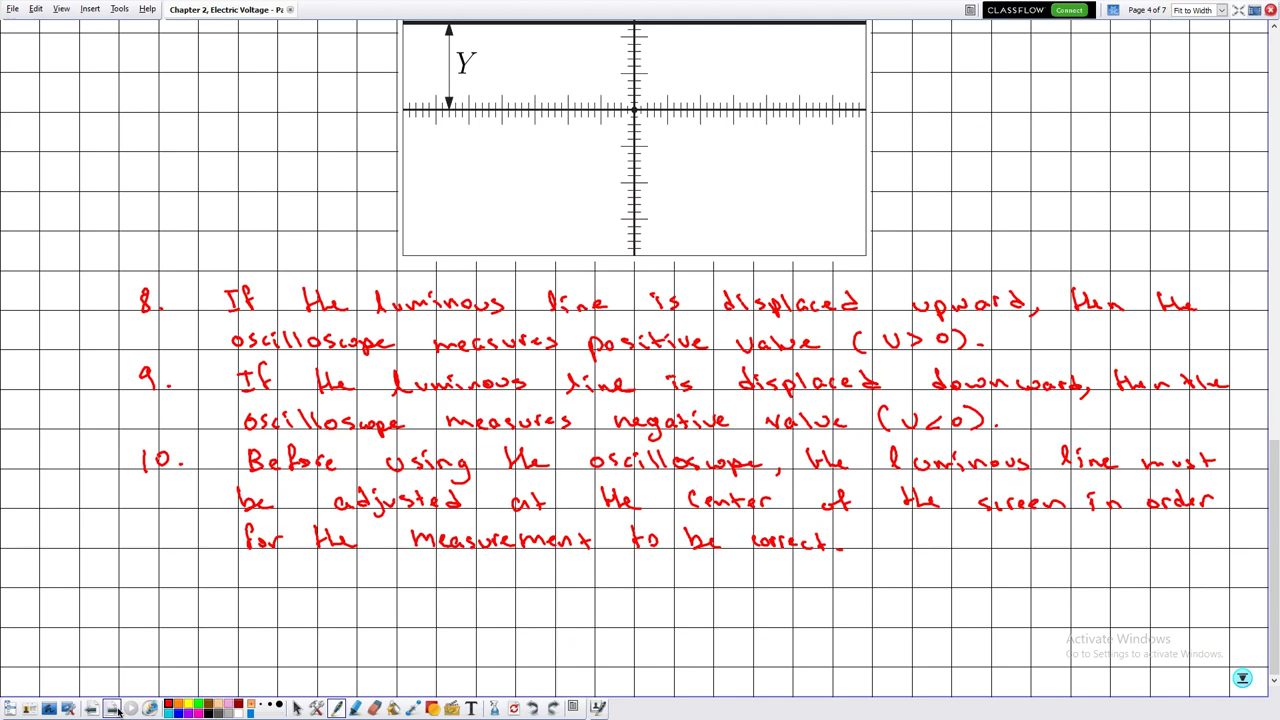 File Edit View Insert Tools Help Chapter 2, Electric Voltage - Pa CLASSFLOW Connect Page 4 of 7 Fit to Width
Y
8. If the luminous line is displaced upward, then the
oscilloscope measures positive value (U > 0).
9. If the luminous line is displaced downward, then the
oscilloscope measures negative value (U < 0).
10. Before using the oscilloscope, the luminous line must
be adjusted at the center of the screen in order
for the measurement to be correct.
Activate Windows
Go to Settings to activate Windows.
T